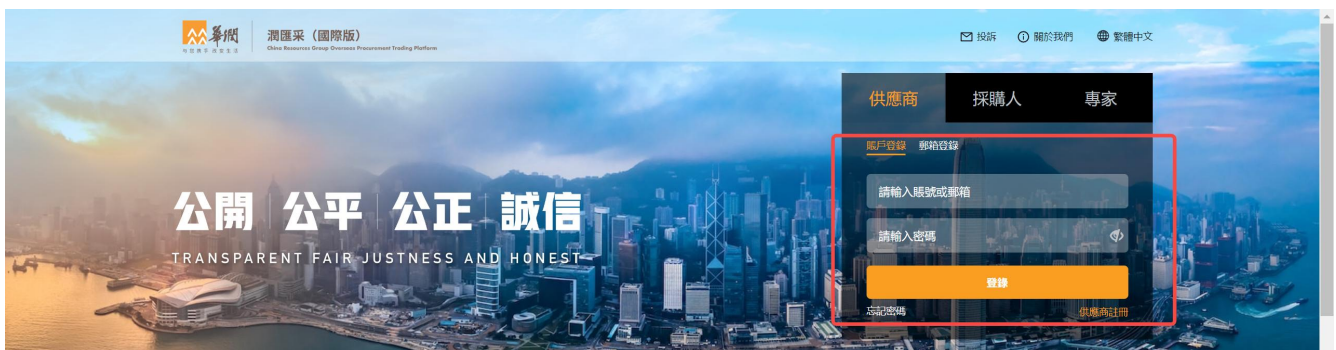 華潤
潤匯采（國際版）
China Resources Group Overseas Procurement Trading Platform
投訴
關於我們
繁體中文
供應商
採購人
專家
賬戶登錄
郵箱登錄
請輸入賬號或郵箱
請輸入密碼
登錄
忘記密碼
供應商註冊
公開 公平 公正 誠信
TRANSPARENT FAIR JUSTNESS AND HONEST